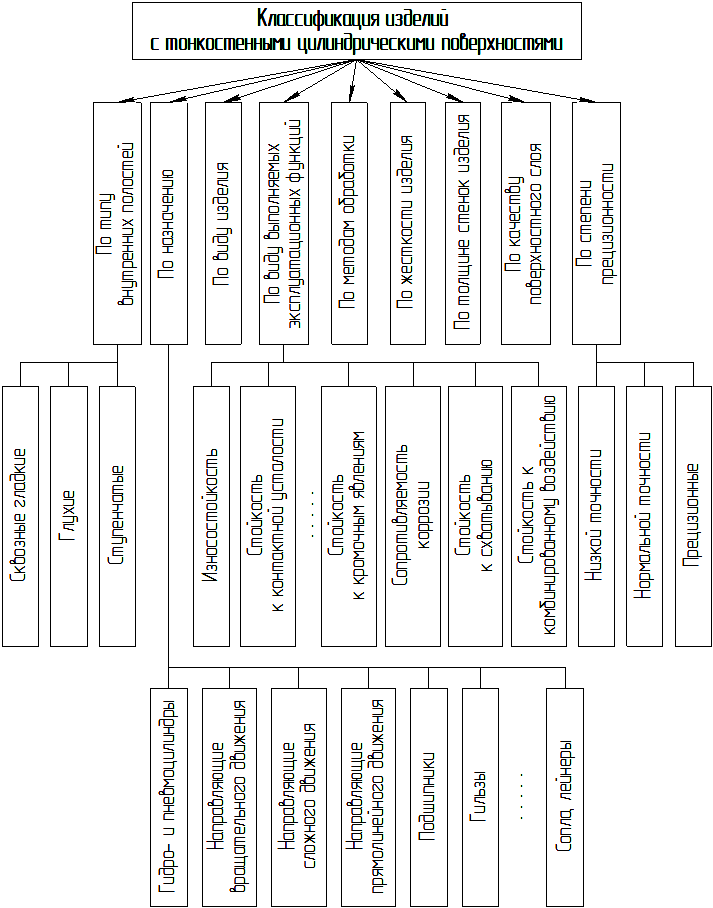 Классификация изделий
с тонкостенными цилиндрическими поверхностями
По типу
внутренних полостей
По назначению
По виду изделия
По виду выполняемых
эксплуатационных функций
По методам обработки
По жесткости изделия
По толщине стенок изделия
По качеству
поверхностного слоя
По степени
прецизионности
Сквозные гладкие
Глухие
Ступенчатые
Износостойкость
Стойкость
к контактной усталости
. . . . .
Стойкость
к кромочным явлениям
Сопротивляемость
коррозии
Стойкость
к схватыванию
Стойкость к
комбинированному воздействию
Низкой точности
Нормальной точности
Прецизионные
Гидро- и пневмоцилиндры
Направляющие
вращательного движения
Направляющие
сложного движения
Направляющие
прямолинейного движения
Подшипники
Гильзы
. . . . .
Сопла, лейнеры